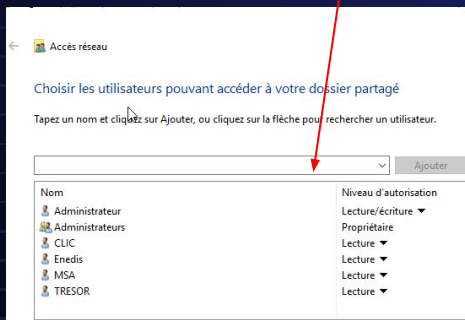 Accès réseau
Choisir les utilisateurs pouvant accéder à votre dossier partagé
Tapez un nom et cliquez sur Ajouter, ou cliquez sur la flèche pour rechercher un utilisateur.
Ajouter
Nom Niveau d'autorisation
Administrateur Lecture/écriture
Administrateurs Propriétaire
CLIC Lecture
Enedis Lecture
MSA Lecture
TRESOR Lecture